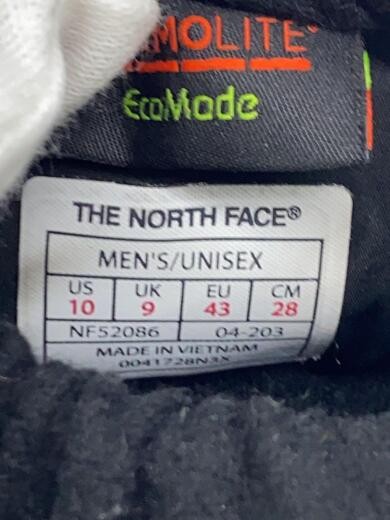 MOLITE®
EcoMade
THE NORTH FACE®
MEN'S/UNISEX
US UK EU CM
10 9 43 28
NF52086 04-203
MADE IN VIETNAM
0041728N3X